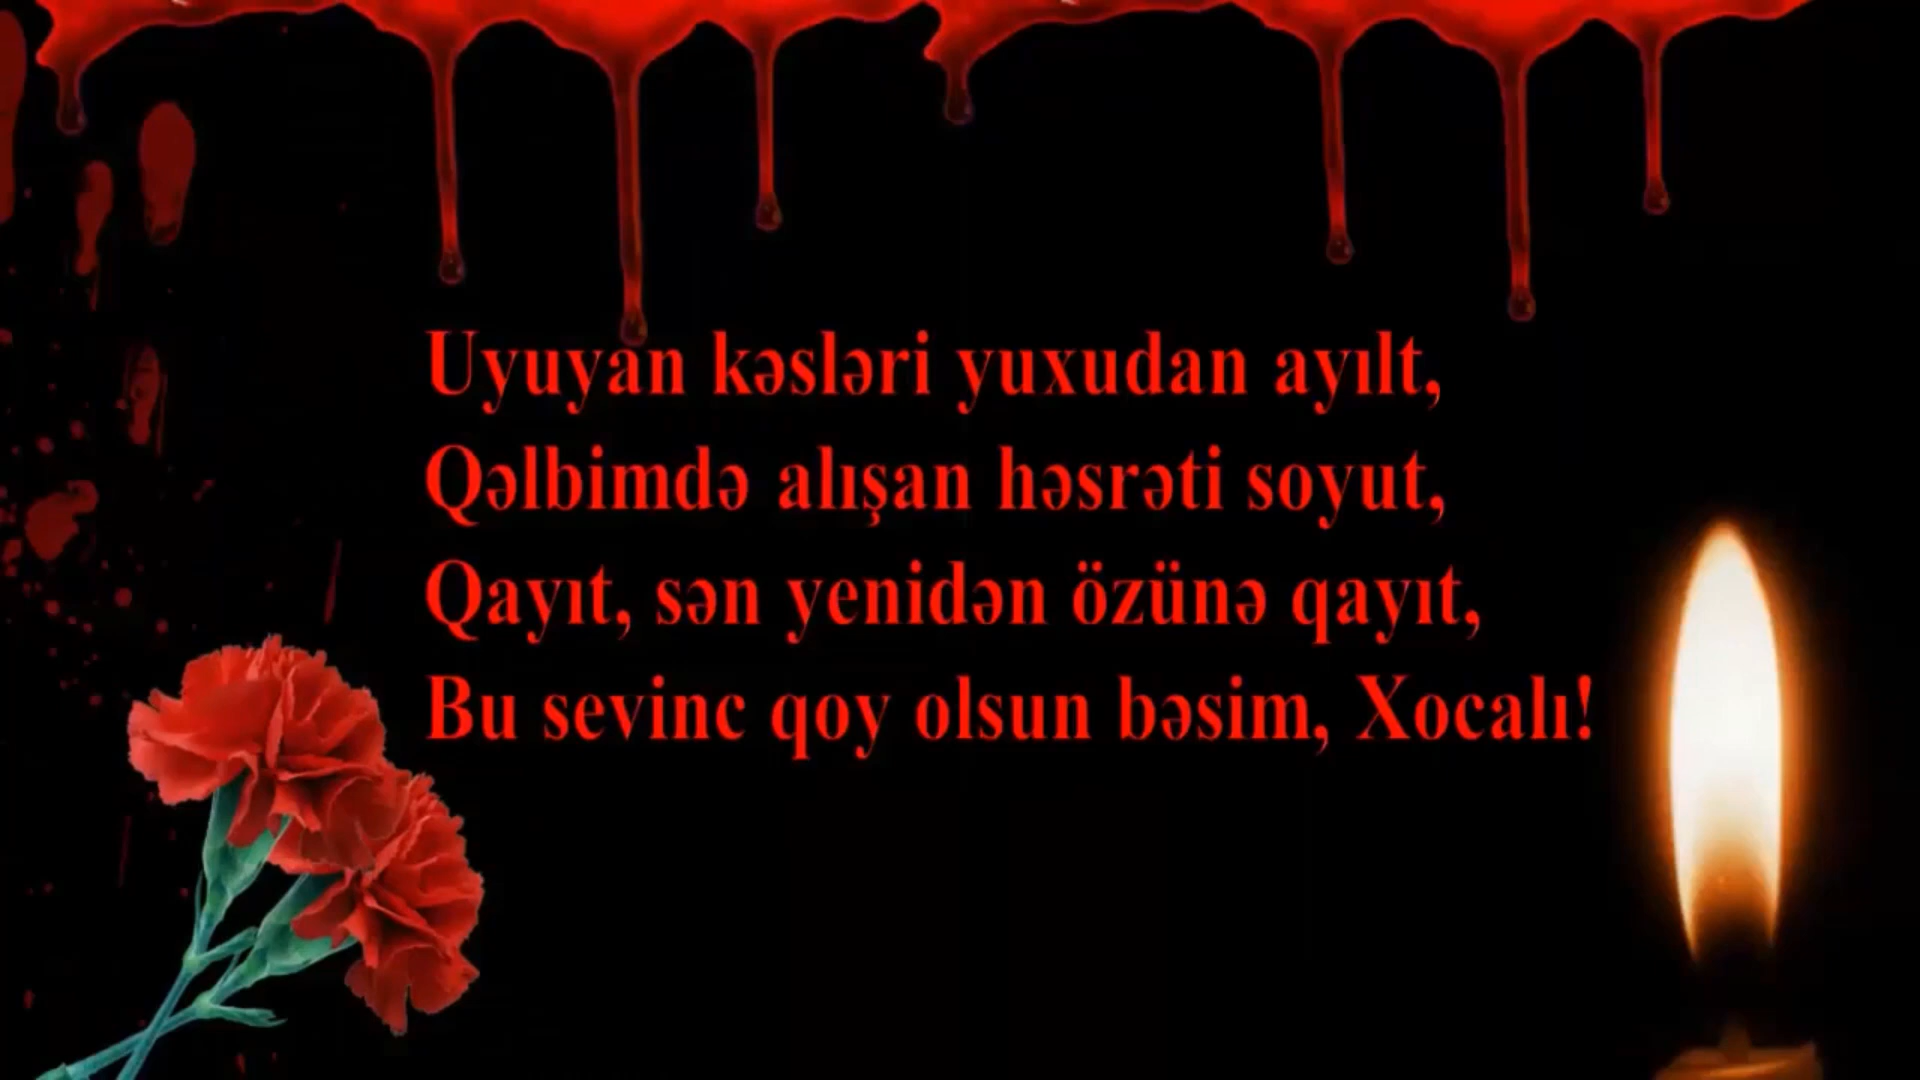 Uyuyan kəsləri yuxudan ayılt,
Qəlbimdə alışan həsrəti soyut,
Qayıt, sən yenidən özünə qayıt,
Bu sevinc qoy olsun bəsim, Xocalı!